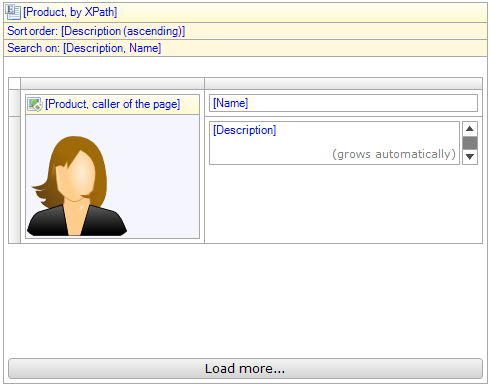 [Product, by XPath]
Sort order: [Description (ascending)]
Search on: [Description, Name]
[Product, caller of the page]
[Name]
[Description]
(grows automatically)
Load more...